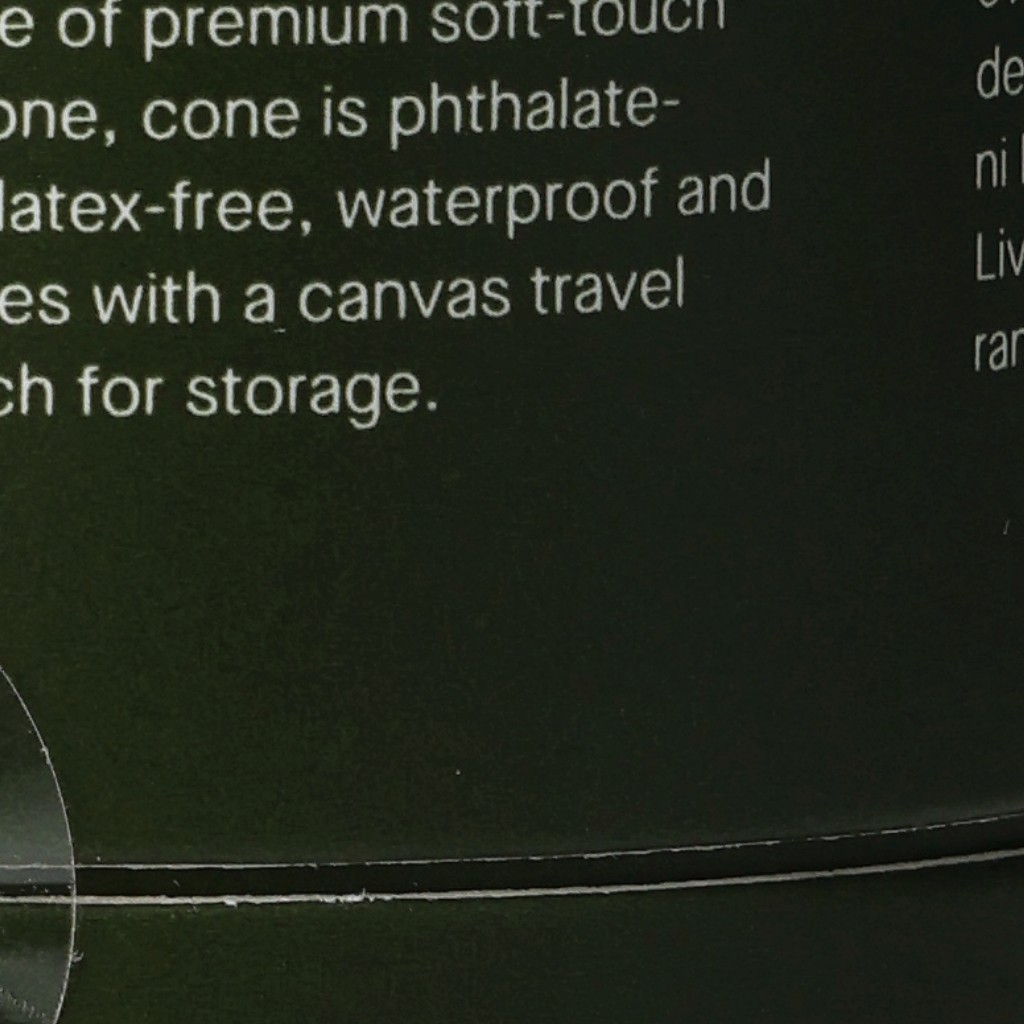 e of premium soft-touch
one, cone is phthalate-
latex-free, waterproof and
es with a canvas travel
ch for storage.
de
ni
Liv
ran